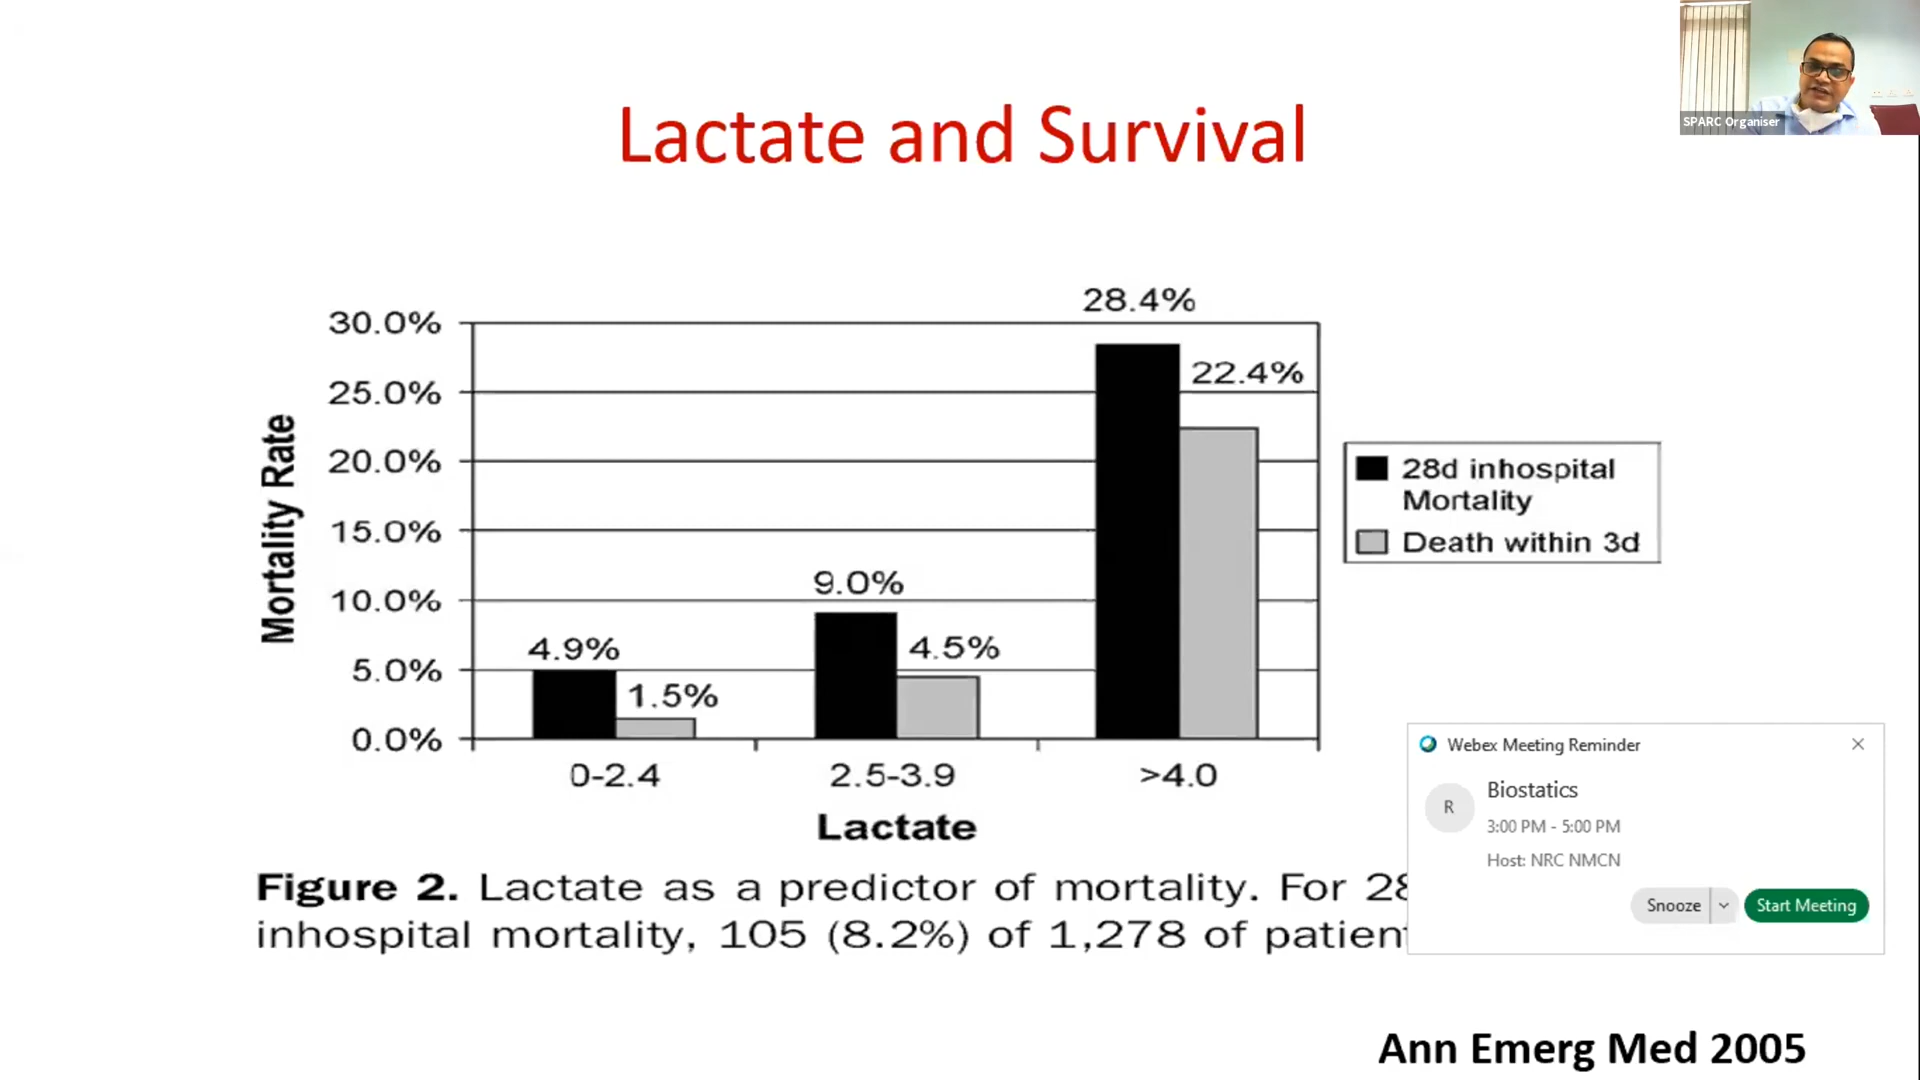 SPARC Organiser
Lactate and Survival
28.4%
30.0%
22.4%
25.0%
20.0%
15.0%
10.0%
5.0%
0.0%
Mortality Rate
9.0%
4.9%
4.5%
1.5%
28d inhospital
Mortality
Death within 3d
0-2.4
2.5-3.9
>4.0
Lactate
Figure 2. Lactate as a predictor of mortality. For 28
inhospital mortality, 105 (8.2%) of 1,278 of patient
Webex Meeting Reminder
R
Biostatics
3:00 PM - 5:00 PM
Host: NRC NMCN
Snooze
Start Meeting
Ann Emerg Med 2005